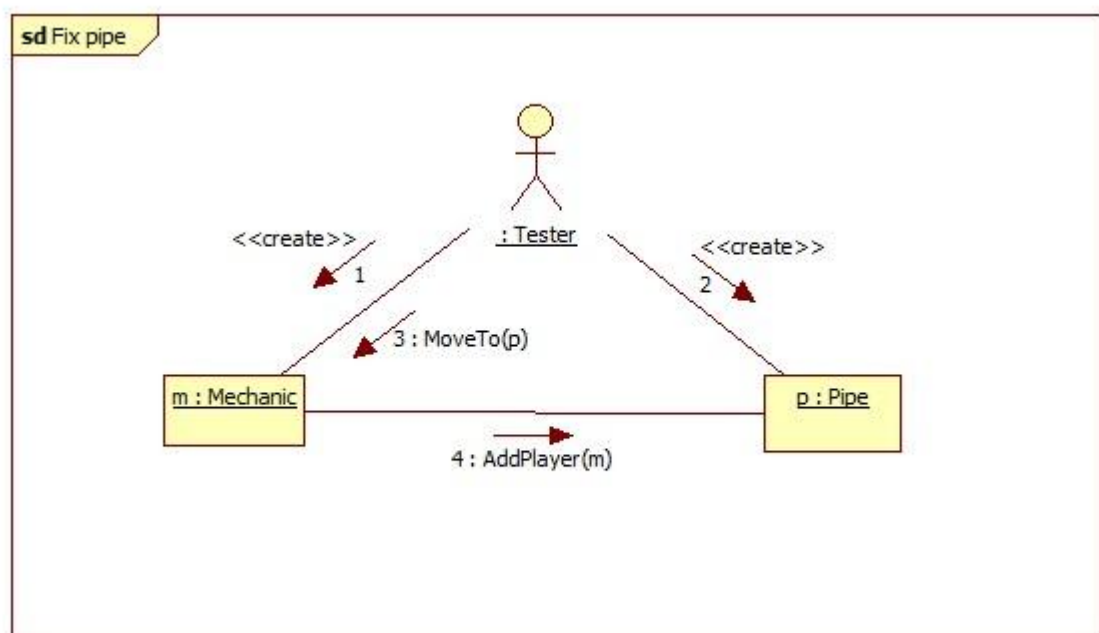 sd Fix pipe
: Tester
<<create>>
1
<<create>>
2
3 : MoveTo(p)
m : Mechanic
p : Pipe
4 : AddPlayer(m)